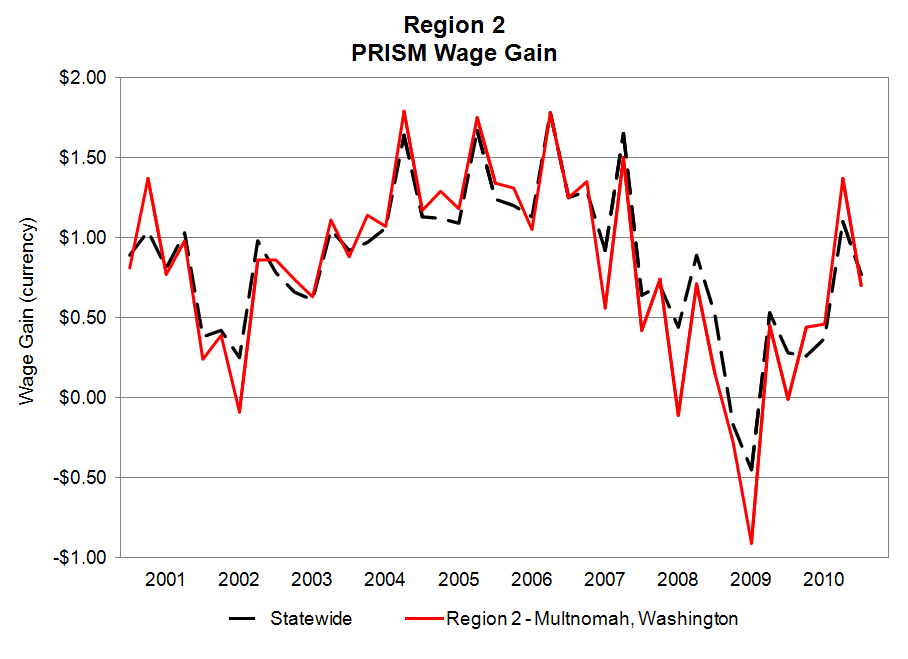 Region 2
PRISM Wage Gain
$2.00
$1.50
$1.00
$0.50
$0.00
-$0.50
-$1.00
Wage Gain (currency)
2001 2002 2003 2004 2005 2006 2007 2008 2009 2010
Statewide Region 2 - Multnomah, Washington